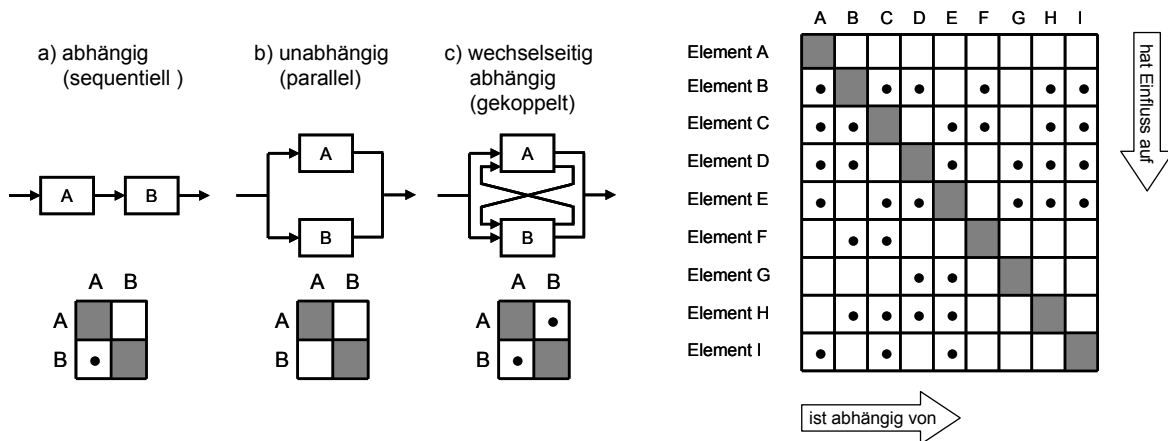 a) abhängig
(sequentiell )
b) unabhängig
(parallel)
c) wechselseitig
abhängig
(gekoppelt)
A
B
A
B
A
B
A B
A
B
A B
A
B
A B
A
B
A B C D E F G H I
Element A
Element B
Element C
Element D
Element E
Element F
Element G
Element H
Element I
hat Einfluss auf
ist abhängig von